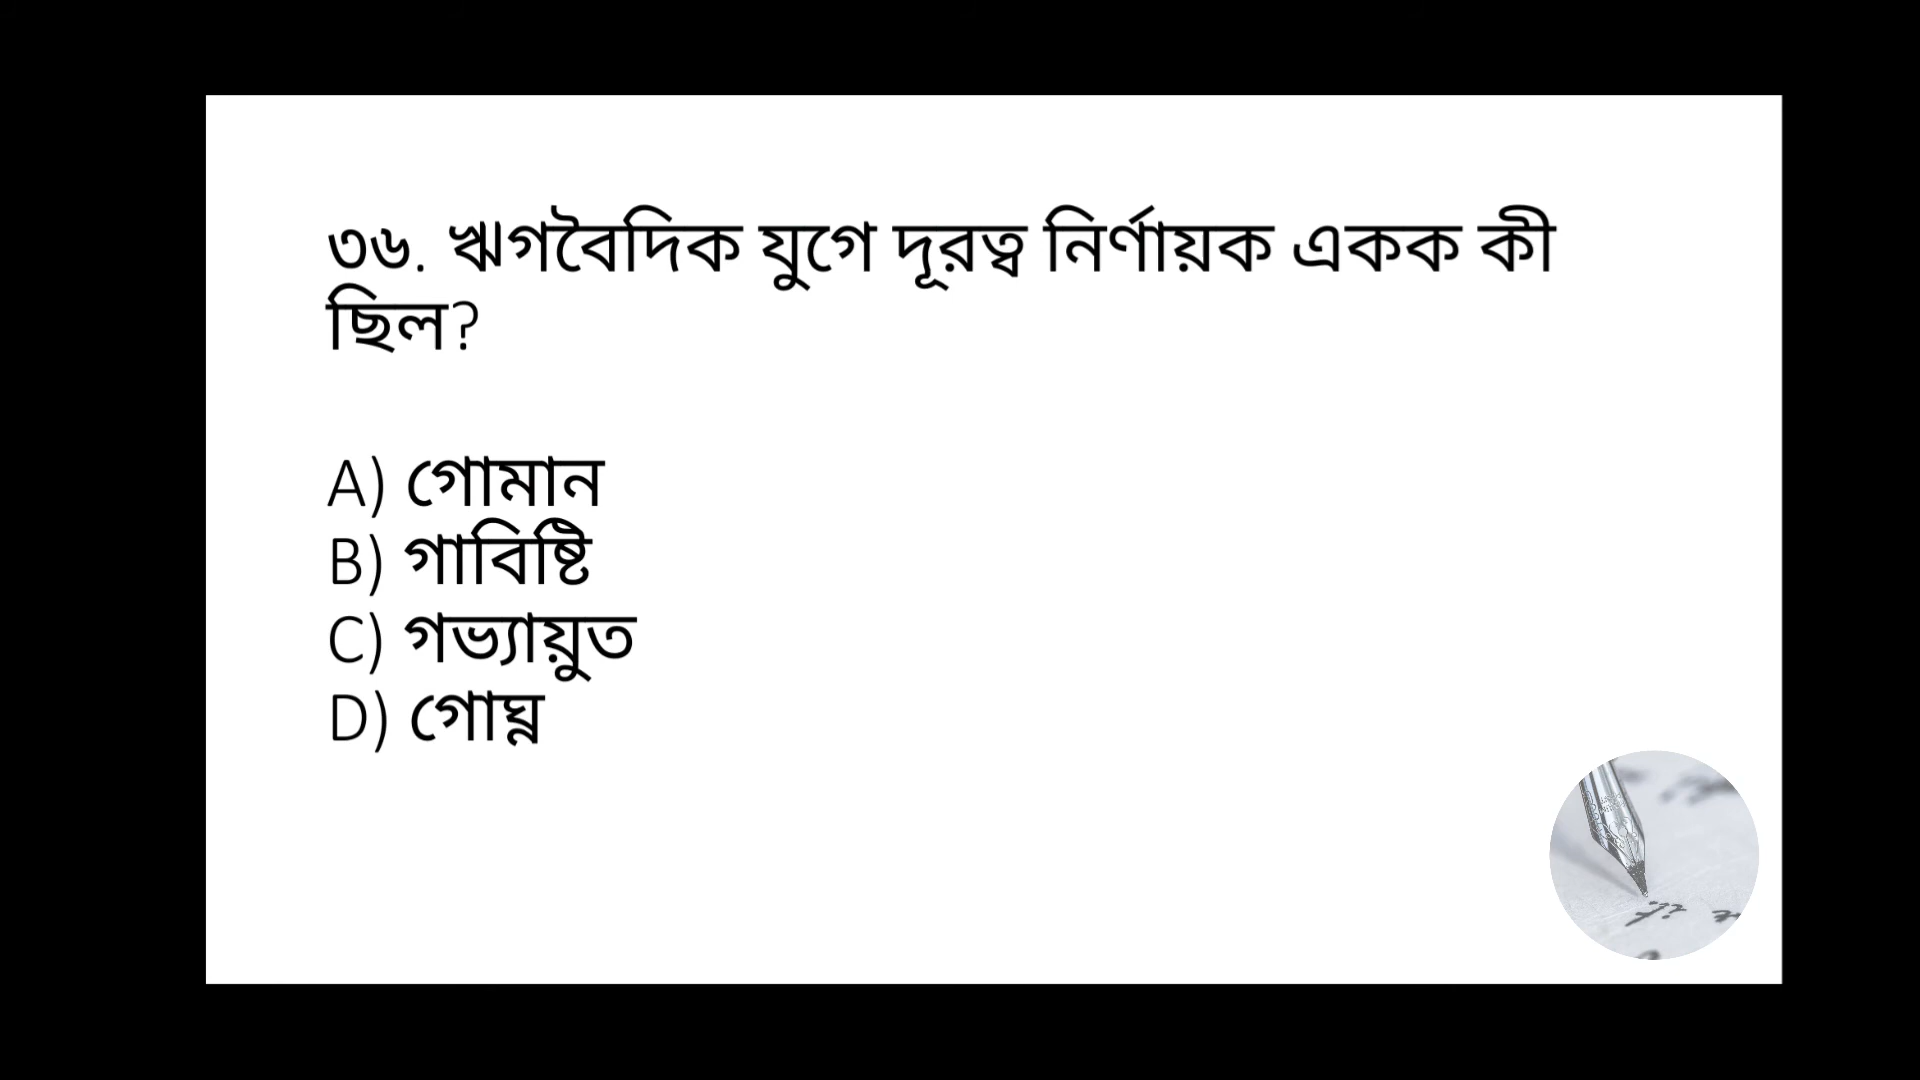 ৩৬. ঋগবৈদিক যুগে দূরত্ব নির্ণায়ক একক কী
ছিল?
A) গোমান
B) গাবিষ্টি
C) গভ্যায়ুত
D) গোঘ্ন